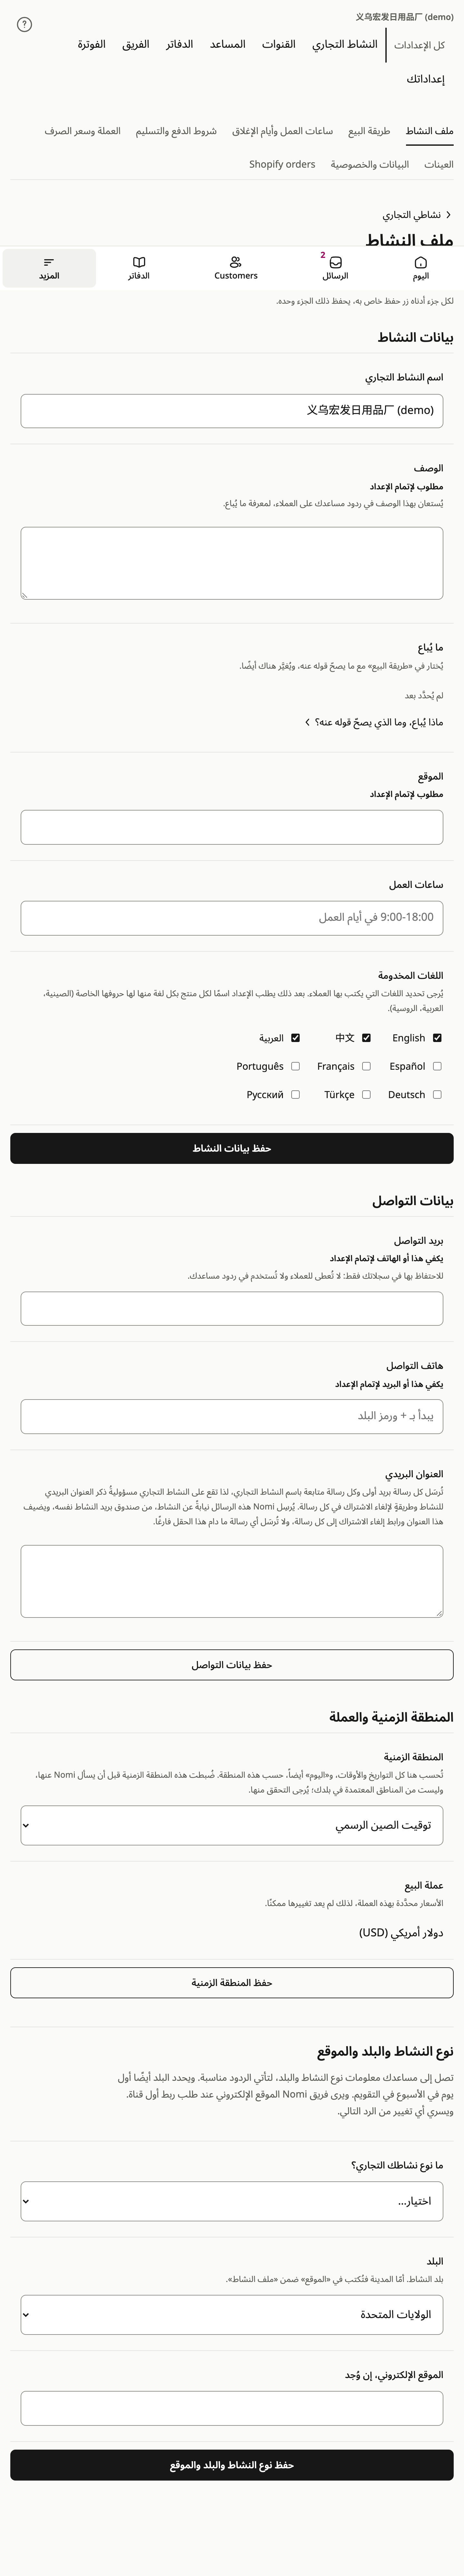 义乌宏发日用品厂 (demo)
كل الإعدادات
النشاط التجاري
القنوات
المساعد
الدفاتر
الفريق
الفوترة
إعداداتك
ملف النشاط
طريقة البيع
ساعات العمل وأيام الإغلاق
شروط الدفع والتسليم
العملة وسعر الصرف
العينات
البيانات والخصوصية
Shopify orders
نشاطي التجاري
ملف النشاط
اليوم
الرسائل
2
Customers
الدفاتر
المزيد
لكل جزء أدناه زر حفظ خاص به، يحفظ ذلك الجزء وحده.
بيانات النشاط
اسم النشاط التجاري
义乌宏发日用品厂 (demo)
الوصف
مطلوب لإتمام الإعداد
يُستعان بهذا الوصف في ردود مساعدك على العملاء، لمعرفة ما يُباع.
ما يُباع
يُختار في «طريقة البيع» مع ما يصحّ قوله عنه، ويُغيَّر هناك أيضًا.
لم يُحدَّد بعد
ماذا يُباع، وما الذي يصحّ قوله عنه؟
الموقع
مطلوب لإتمام الإعداد
ساعات العمل
9:00-18:00 في أيام العمل
اللغات المخدومة
يُرجى تحديد اللغات التي يكتب بها العملاء. بعد ذلك يطلب الإعداد اسمًا لكل منتج بكل لغة منها لها حروفها الخاصة (الصينية،
العربية، الروسية).
English
中文
العربية
Español
Français
Português
Deutsch
Türkçe
Русский
حفظ بيانات النشاط
بيانات التواصل
بريد التواصل
يكفي هذا أو الهاتف لإتمام الإعداد
للاحتفاظ بها في سجلاتك فقط: لا تُعطى للعملاء ولا تُستخدم في ردود مساعدك.
هاتف التواصل
يكفي هذا أو البريد لإتمام الإعداد
يبدأ بـ + ورمز البلد
العنوان البريدي
تُرسَل كل رسالة بريد أولى وكل رسالة متابعة باسم النشاط التجاري، لذا تقع على النشاط التجاري مسؤوليةُ ذكر العنوان البريدي
للنشاط وطريقةٍ لإلغاء الاشتراك في كل رسالة. يُرسِل Nomi هذه الرسائل نيابةً عن النشاط، من صندوق بريد النشاط نفسه، ويضيف
هذا العنوان ورابط إلغاء الاشتراك إلى كل رسالة، ولا تُرسَل أي رسالة ما دام هذا الحقل فارغًا.
حفظ بيانات التواصل
المنطقة الزمنية والعملة
المنطقة الزمنية
تُحسب هنا كل التواريخ والأوقات، و«اليوم» أيضاً، حسب هذه المنطقة. ضُبطت هذه المنطقة الزمنية قبل أن يسأل Nomi عنها،
وليست من المناطق المعتمدة في بلدك؛ يُرجى التحقق منها.
توقيت الصين الرسمي
عملة البيع
الأسعار محدَّدة بهذه العملة، لذلك لم يعد تغييرها ممكنًا.
دولار أمريكي (USD)
حفظ المنطقة الزمنية
نوع النشاط والبلد والموقع
تصل إلى مساعدك معلومات نوع النشاط والبلد، لتأتي الردود مناسبة. ويحدد البلد أيضًا أول
يوم في الأسبوع في التقويم. ويرى فريق Nomi الموقع الإلكتروني عند طلب ربط أول قناة.
ويسري أي تغيير من الرد التالي.
ما نوع نشاطك التجاري؟
اختيار...
البلد
بلد النشاط. أمّا المدينة فتُكتب في «الموقع» ضمن «ملف النشاط».
الولايات المتحدة
الموقع الإلكتروني، إن وُجد
حفظ نوع النشاط والبلد والموقع